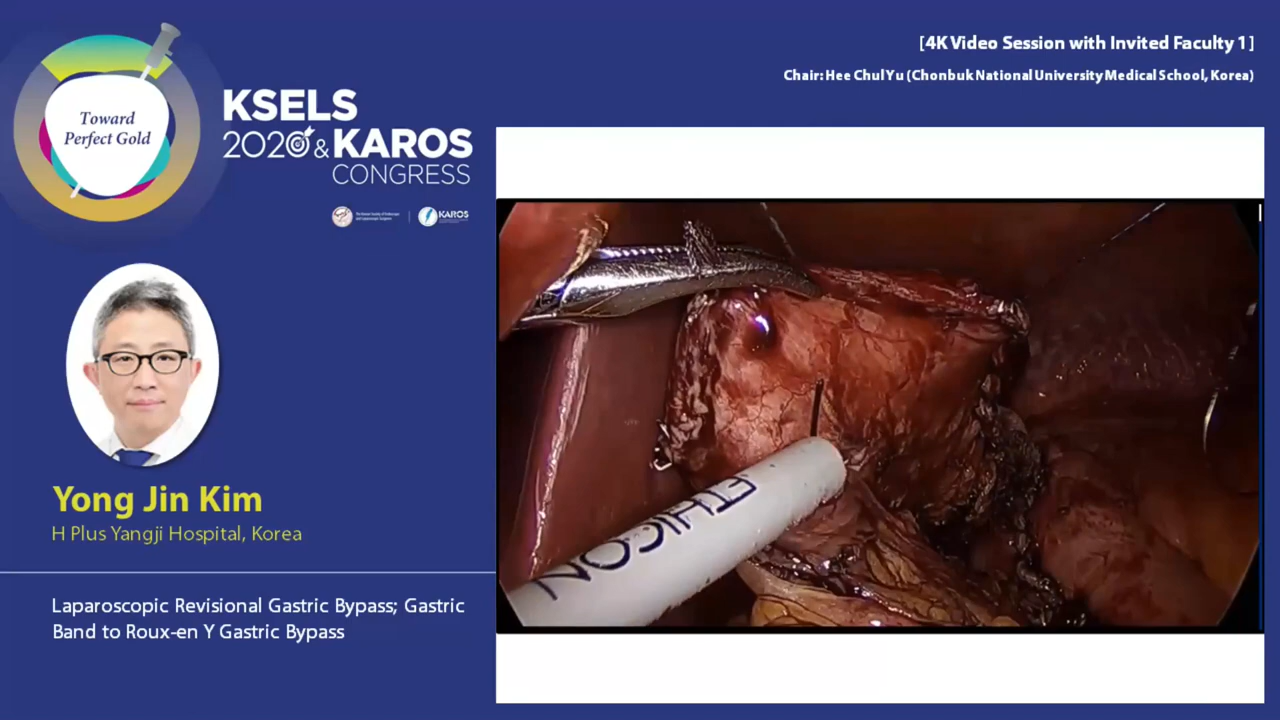 [4K Video Session with Invited Faculty 1]
Chair: Hee Chul Yu (Chonbuk National University Medical School, Korea)
Toward
Perfect Gold
KSELS
2020 & KAROS
CONGRESS
KAROS
ETHICON
Yong Jin Kim
H Plus Yangji Hospital, Korea
Laparoscopic Revisional Gastric Bypass; Gastric
Band to Roux-en Y Gastric Bypass